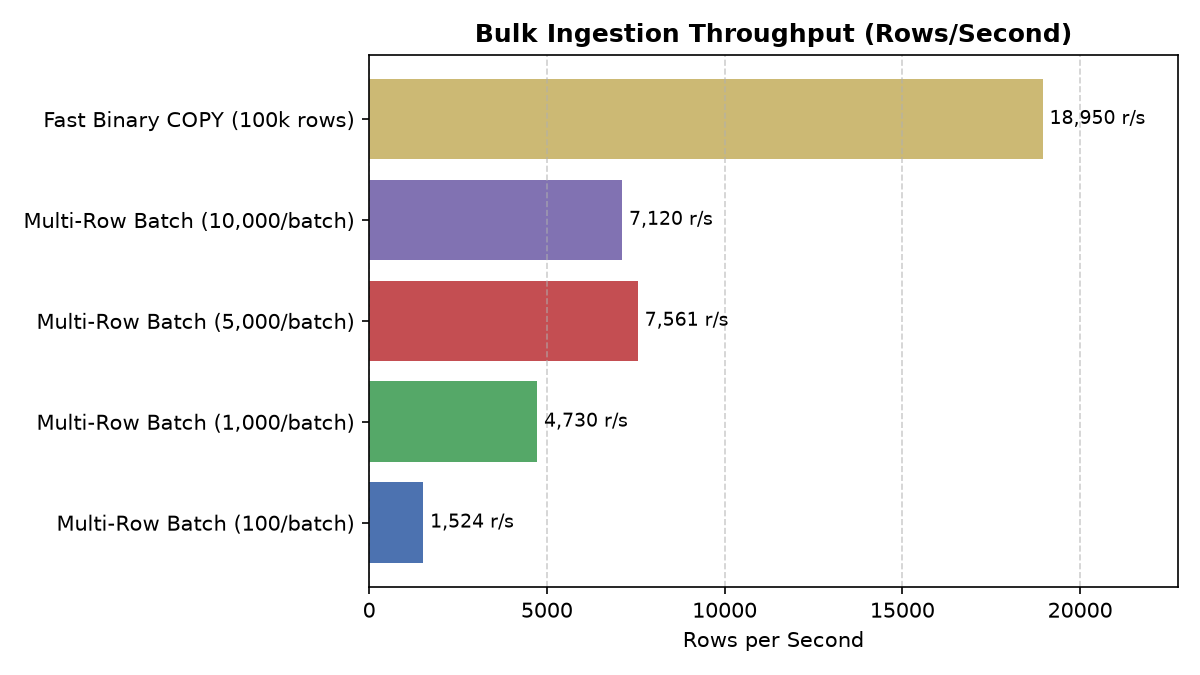 Bulk Ingestion Throughput (Rows/Second)
Fast Binary COPY (100k rows)
18,950 r/s
Multi-Row Batch (10,000/batch)
7,120 r/s
Multi-Row Batch (5,000/batch)
7,561 r/s
Multi-Row Batch (1,000/batch)
4,730 r/s
Multi-Row Batch (100/batch)
1,524 r/s
0 5000 10000 15000 20000
Rows per Second